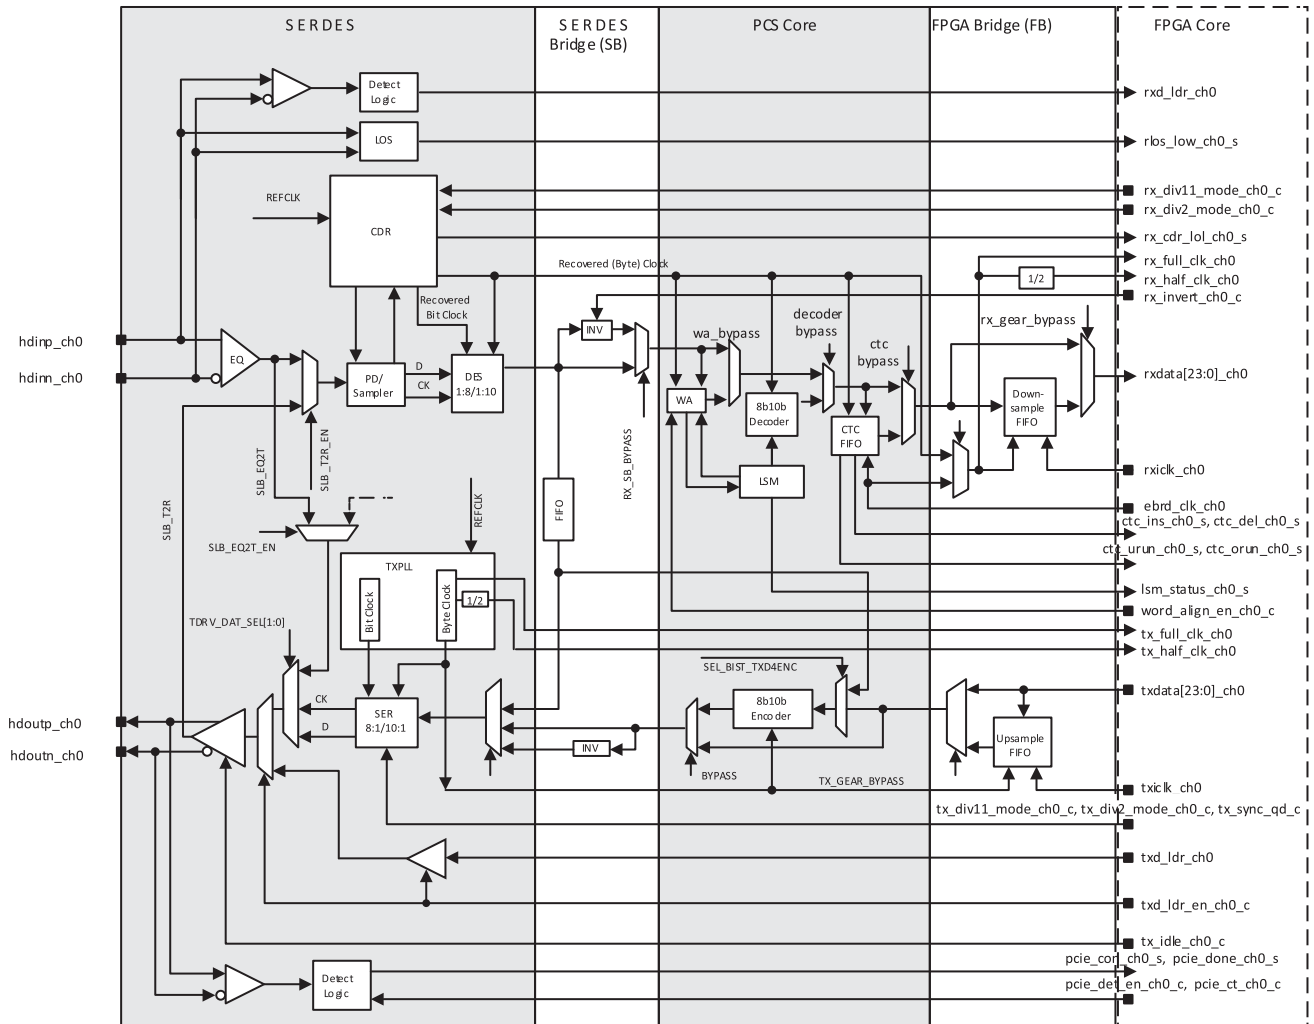 SERDES
SERDES
Bridge (SB)
PCS Core
FPGA Bridge (FB)
FPGA Core
Detect
Logic
rxd_ldr_ch0
LOS
rlos_low_ch0_s
REFCLK
CDR
rx_div11_mode_ch0_c
rx_div2_mode_ch0_c
rx_cdr_lol_ch0_s
Recovered (Byte) Clock
rx_full_clk_ch0
1/2
rx_half_clk_ch0
rx_invert_ch0_c
Recovered
Bit Clock
INV
wa_bypass
decoder
bypass
ctc
bypass
rx_gear_bypass
hdinp_ch0
hdinn_ch0
EQ
PD/
Sampler
D
CK
DES
1:8/1:10
WA
8b10b
Decoder
CTC
FIFO
Down-
sample
FIFO
rxdata[23:0]_ch0
SLB_T2R
SLB_EQ2T
SLB_T2R_EN
RX_SB_BYPASS
LSM
rxiclk_ch0
ebrd_clk_ch0
ctc_ins_ch0_s, ctc_del_ch0_s
ctc_urun_ch0_s, ctc_orun_ch0_s
REFCLK
FIFO
SLB_EQ2T_EN
TXPLL
Bit Clock
Byte Clock
1/2
lsm_status_ch0_s
word_align_en_ch0_c
TDRV_DAT_SEL[1:0]
tx_full_clk_ch0
tx_half_clk_ch0
SEL_BIST_TXD4ENC
txdata[23:0]_ch0
CK
D
SER
8:1/10:1
8b10b
Encoder
hdoutp_ch0
hdoutn_ch0
INV
Upsample
FIFO
BYPASS
TX_GEAR_BYPASS
txiclk_ch0
tx_div11_mode_ch0_c, tx_div2_mode_ch0_c, tx_sync_qd_c
txd_ldr_ch0
txd_ldr_en_ch0_c
tx_idle_ch0_c
Detect
Logic
pcie_con_ch0_s, pcie_done_ch0_s
pcie_det_en_ch0_c, pcie_ct_ch0_c